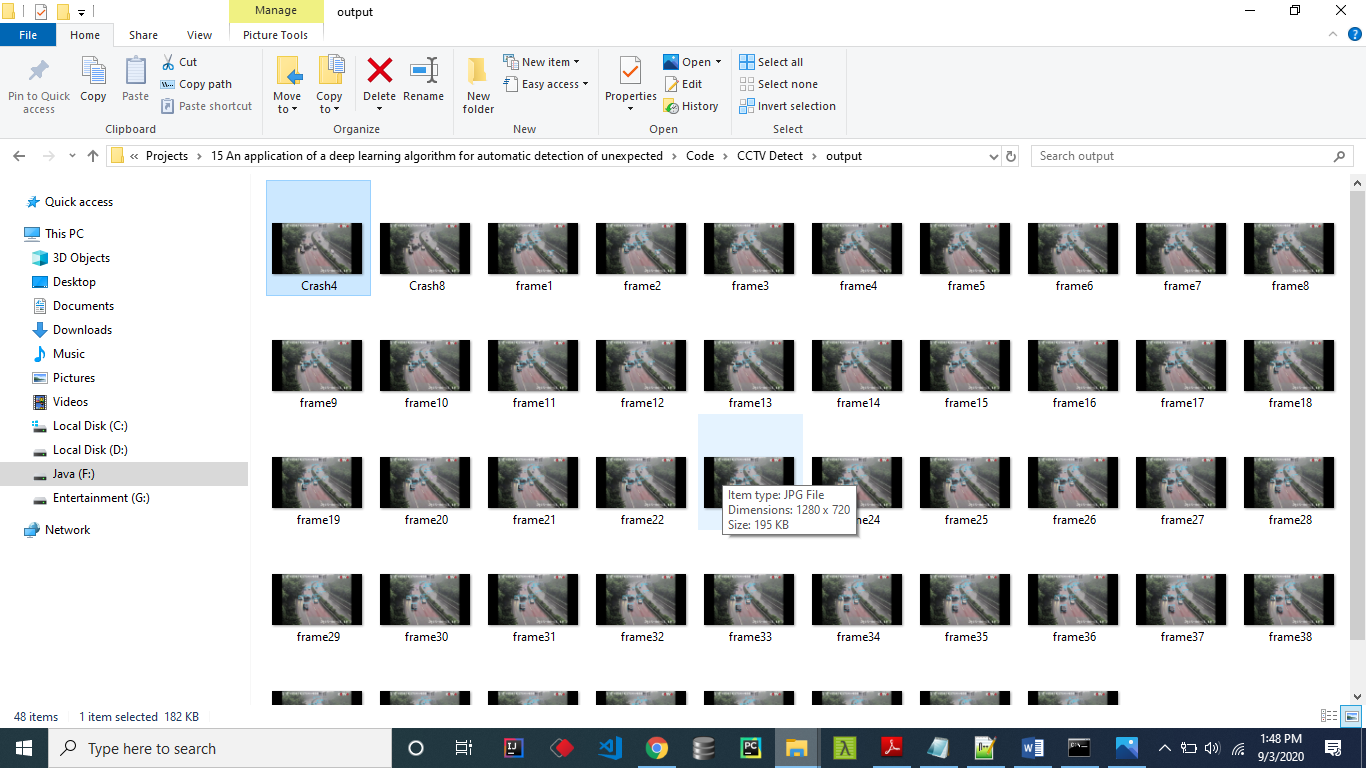 Manage
output
File
Home
Share
View
Picture Tools
Pin to Quick access
Copy
Paste
Cut
Copy path
Paste shortcut
Clipboard
Move to
Copy to
Delete
Rename
Organize
New folder
New item
Easy access
New
Properties
Open
Edit
History
Open
Select all
Select none
Invert selection
Select
« Projects > 15 An application of a deep learning algorithm for automatic detection of unexpected > Code > CCTV Detect > output
Search output
Quick access
This PC
3D Objects
Desktop
Documents
Downloads
Music
Pictures
Videos
Local Disk (C:)
Local Disk (D:)
Java (F:)
Entertainment (G:)
Network
Crash4 Crash8 frame1 frame2 frame3 frame4 frame5 frame6 frame7 frame8
frame9 frame10 frame11 frame12 frame13 frame14 frame15 frame16 frame17 frame18
frame19 frame20 frame21 frame22 me24 frame25 frame26 frame27 frame28
Item type: JPG File
Dimensions: 1280 x 720
Size: 195 KB
frame29 frame30 frame31 frame32 frame33 frame34 frame35 frame36 frame37 frame38
48 items 1 item selected 182 KB
Type here to search
1:48 PM
9/3/2020